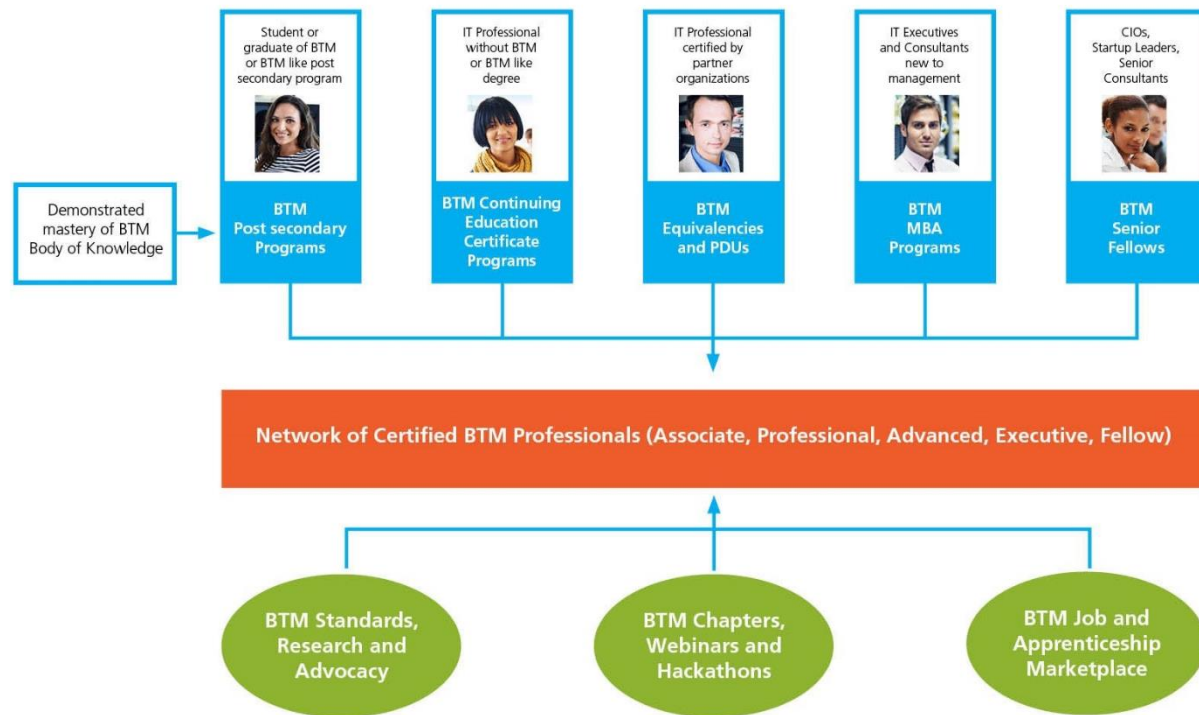 Student or
graduate of BTM
or BTM like post
secondary program
IT Professional
without BTM
or BTM like
degree
IT Professional
certified by
partner
organizations
IT Executives
and Consultants
new to
management
CIOs,
Startup Leaders,
Senior
Consultants
Demonstrated
mastery of BTM
Body of Knowledge
BTM
Post secondary
Programs
BTM Continuing
Education
Certificate
Programs
BTM
Equivalencies
and PDUs
BTM
MBA
Programs
BTM
Senior
Fellows
Network of Certified BTM Professionals (Associate, Professional, Advanced, Executive, Fellow)
BTM Standards,
Research and
Advocacy
BTM Chapters,
Webinars and
Hackathons
BTM Job and
Apprenticeship
Marketplace